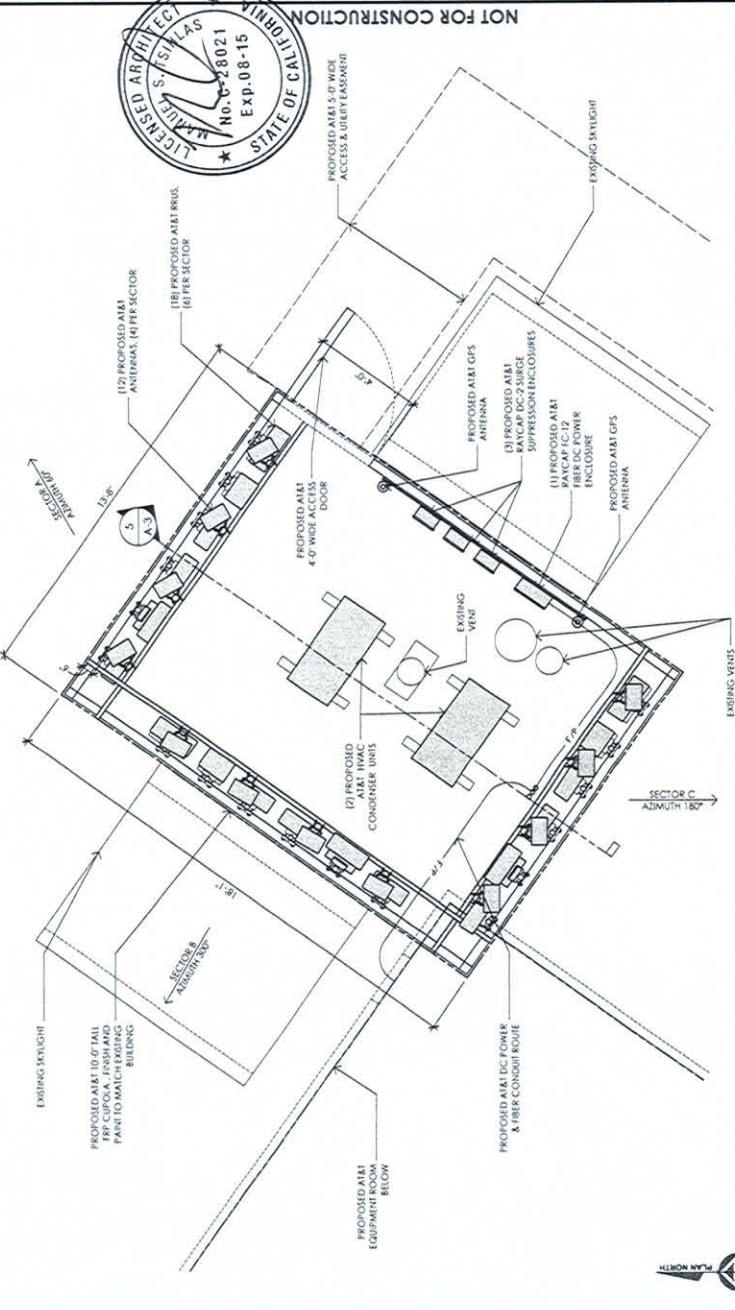 NOT FOR CONSTRUCTION
LICENSED ARCHITECT
MANUEL S. TSIHLAS
No. C-28021
Exp. 08-15
STATE OF CALIFORNIA
PROPOSED AT&T 5'-0" WIDE
ACCESS & UTILITY EASEMENT
EXISTING SKYLIGHT
(12) PROPOSED AT&T
ANTENNAS, (4) PER SECTOR
(18) PROPOSED AT&T RRUS,
(6) PER SECTOR
SECTOR A
AZIMUTH 60°
13'-8"
5
A-3
4'-0"
PROPOSED AT&T
4'-0" WIDE ACCESS
DOOR
PROPOSED AT&T GPS
ANTENNA
(3) PROPOSED AT&T
RAYCAP DC-2 SURGE
SUPPRESSION ENCLOSURES
(1) PROPOSED AT&T
RAYCAP FC-12
FIBER DC POWER
ENCLOSURE
PROPOSED AT&T GPS
ANTENNA
EXISTING
VENT
(2) PROPOSED
AT&T HVAC
CONDENSER UNITS
EXISTING VENTS
F/P
F/P
SECTOR C
AZIMUTH 180°
18'-1"
SECTOR B
AZIMUTH 300°
EXISTING SKYLIGHT
PROPOSED AT&T 10'-0" TALL
FRP CUPOLA, FINISH AND
PAINT TO MATCH EXISTING
BUILDING
PROPOSED AT&T DC POWER
& FIBER CONDUIT ROUTE
PROPOSED AT&T
EQUIPMENT ROOM
BELOW
PLAN NORTH